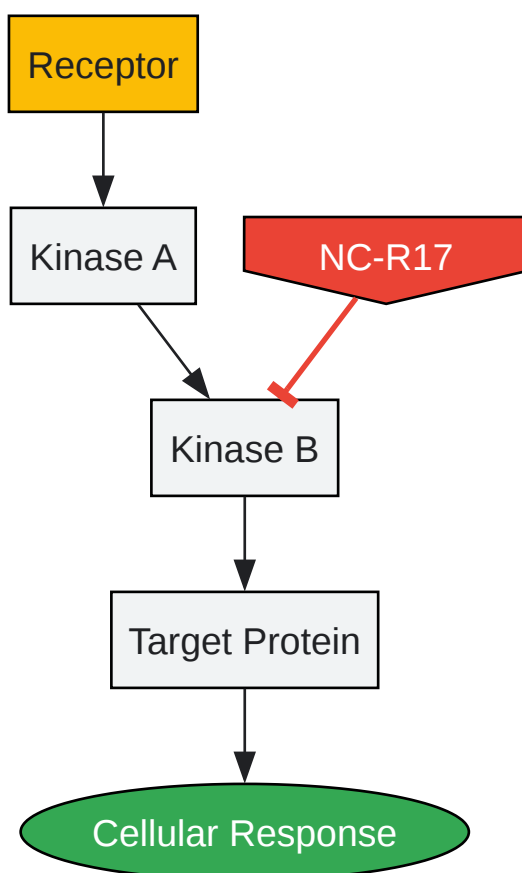 Receptor
Kinase A
NC-R17
Kinase B
Target Protein
Cellular Response